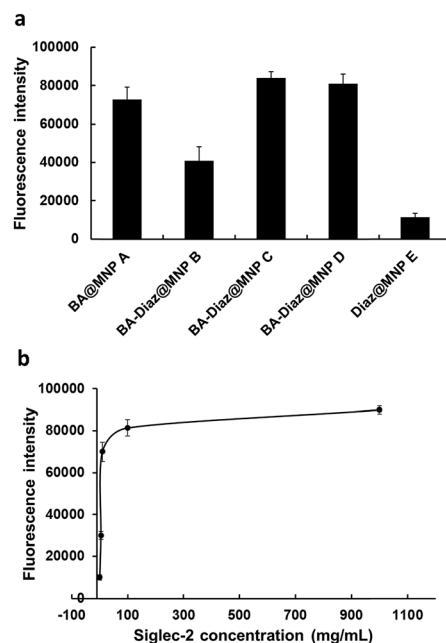 a
Fluorescence intensity
100000
80000
60000
40000
20000
0
BA@MNP A
BA-Diaz@MNP B
BA-Diaz@MNP C
BA-Diaz@MNP D
Diaz@MNP E
b
Fluorescence intensity
100000
80000
60000
40000
20000
0
-100 100 300 500 700 900 1100
Siglec-2 concentration (mg/mL)